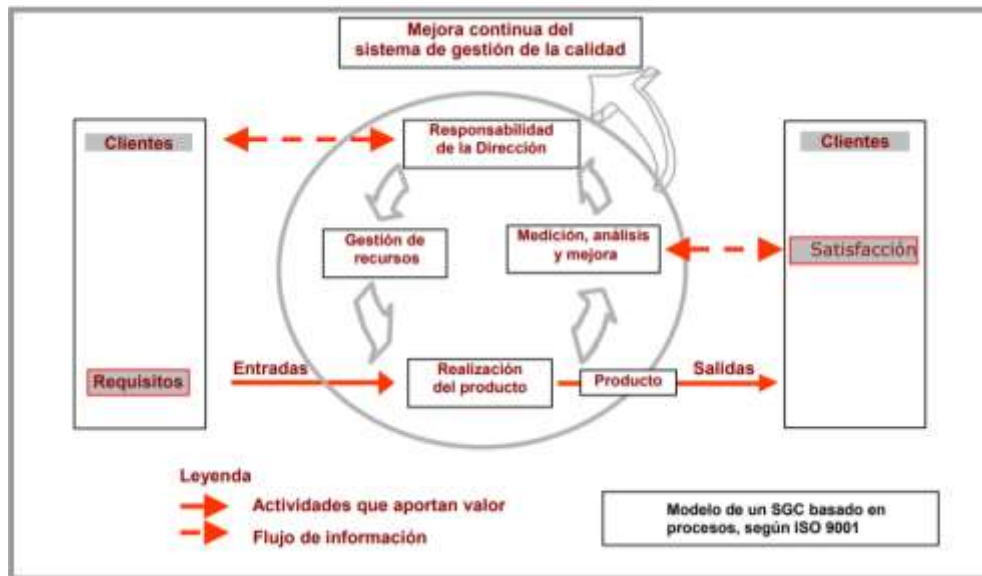 Mejora continua del
sistema de gestión de la calidad
Clientes
Responsabilidad
de la Dirección
Clientes
Gestión de
recursos
Medición, análisis
y mejora
Satisfacción
Requisitos
Entradas
Realización
del producto
Producto
Salidas
Leyenda
Actividades que aportan valor
Flujo de información
Modelo de un SGC basado en
procesos, según ISO 9001